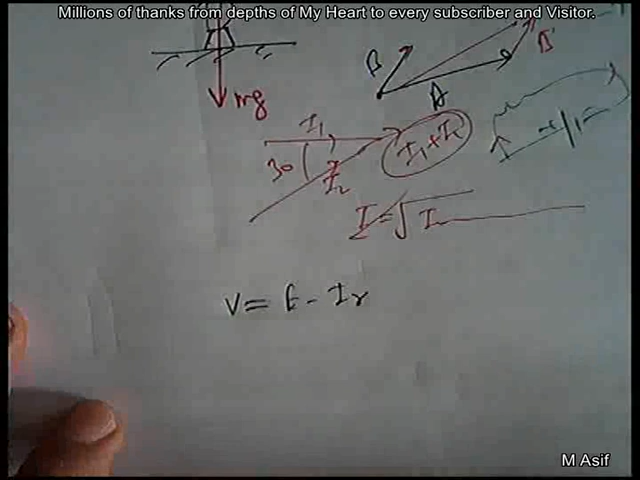 Millions of thanks from depths of My Heart to every subscriber and Visitor.
mg
B
A
B'
I₁
30
I₂
I₁ + I₂
I = √I
V = E - Ir
M Asif